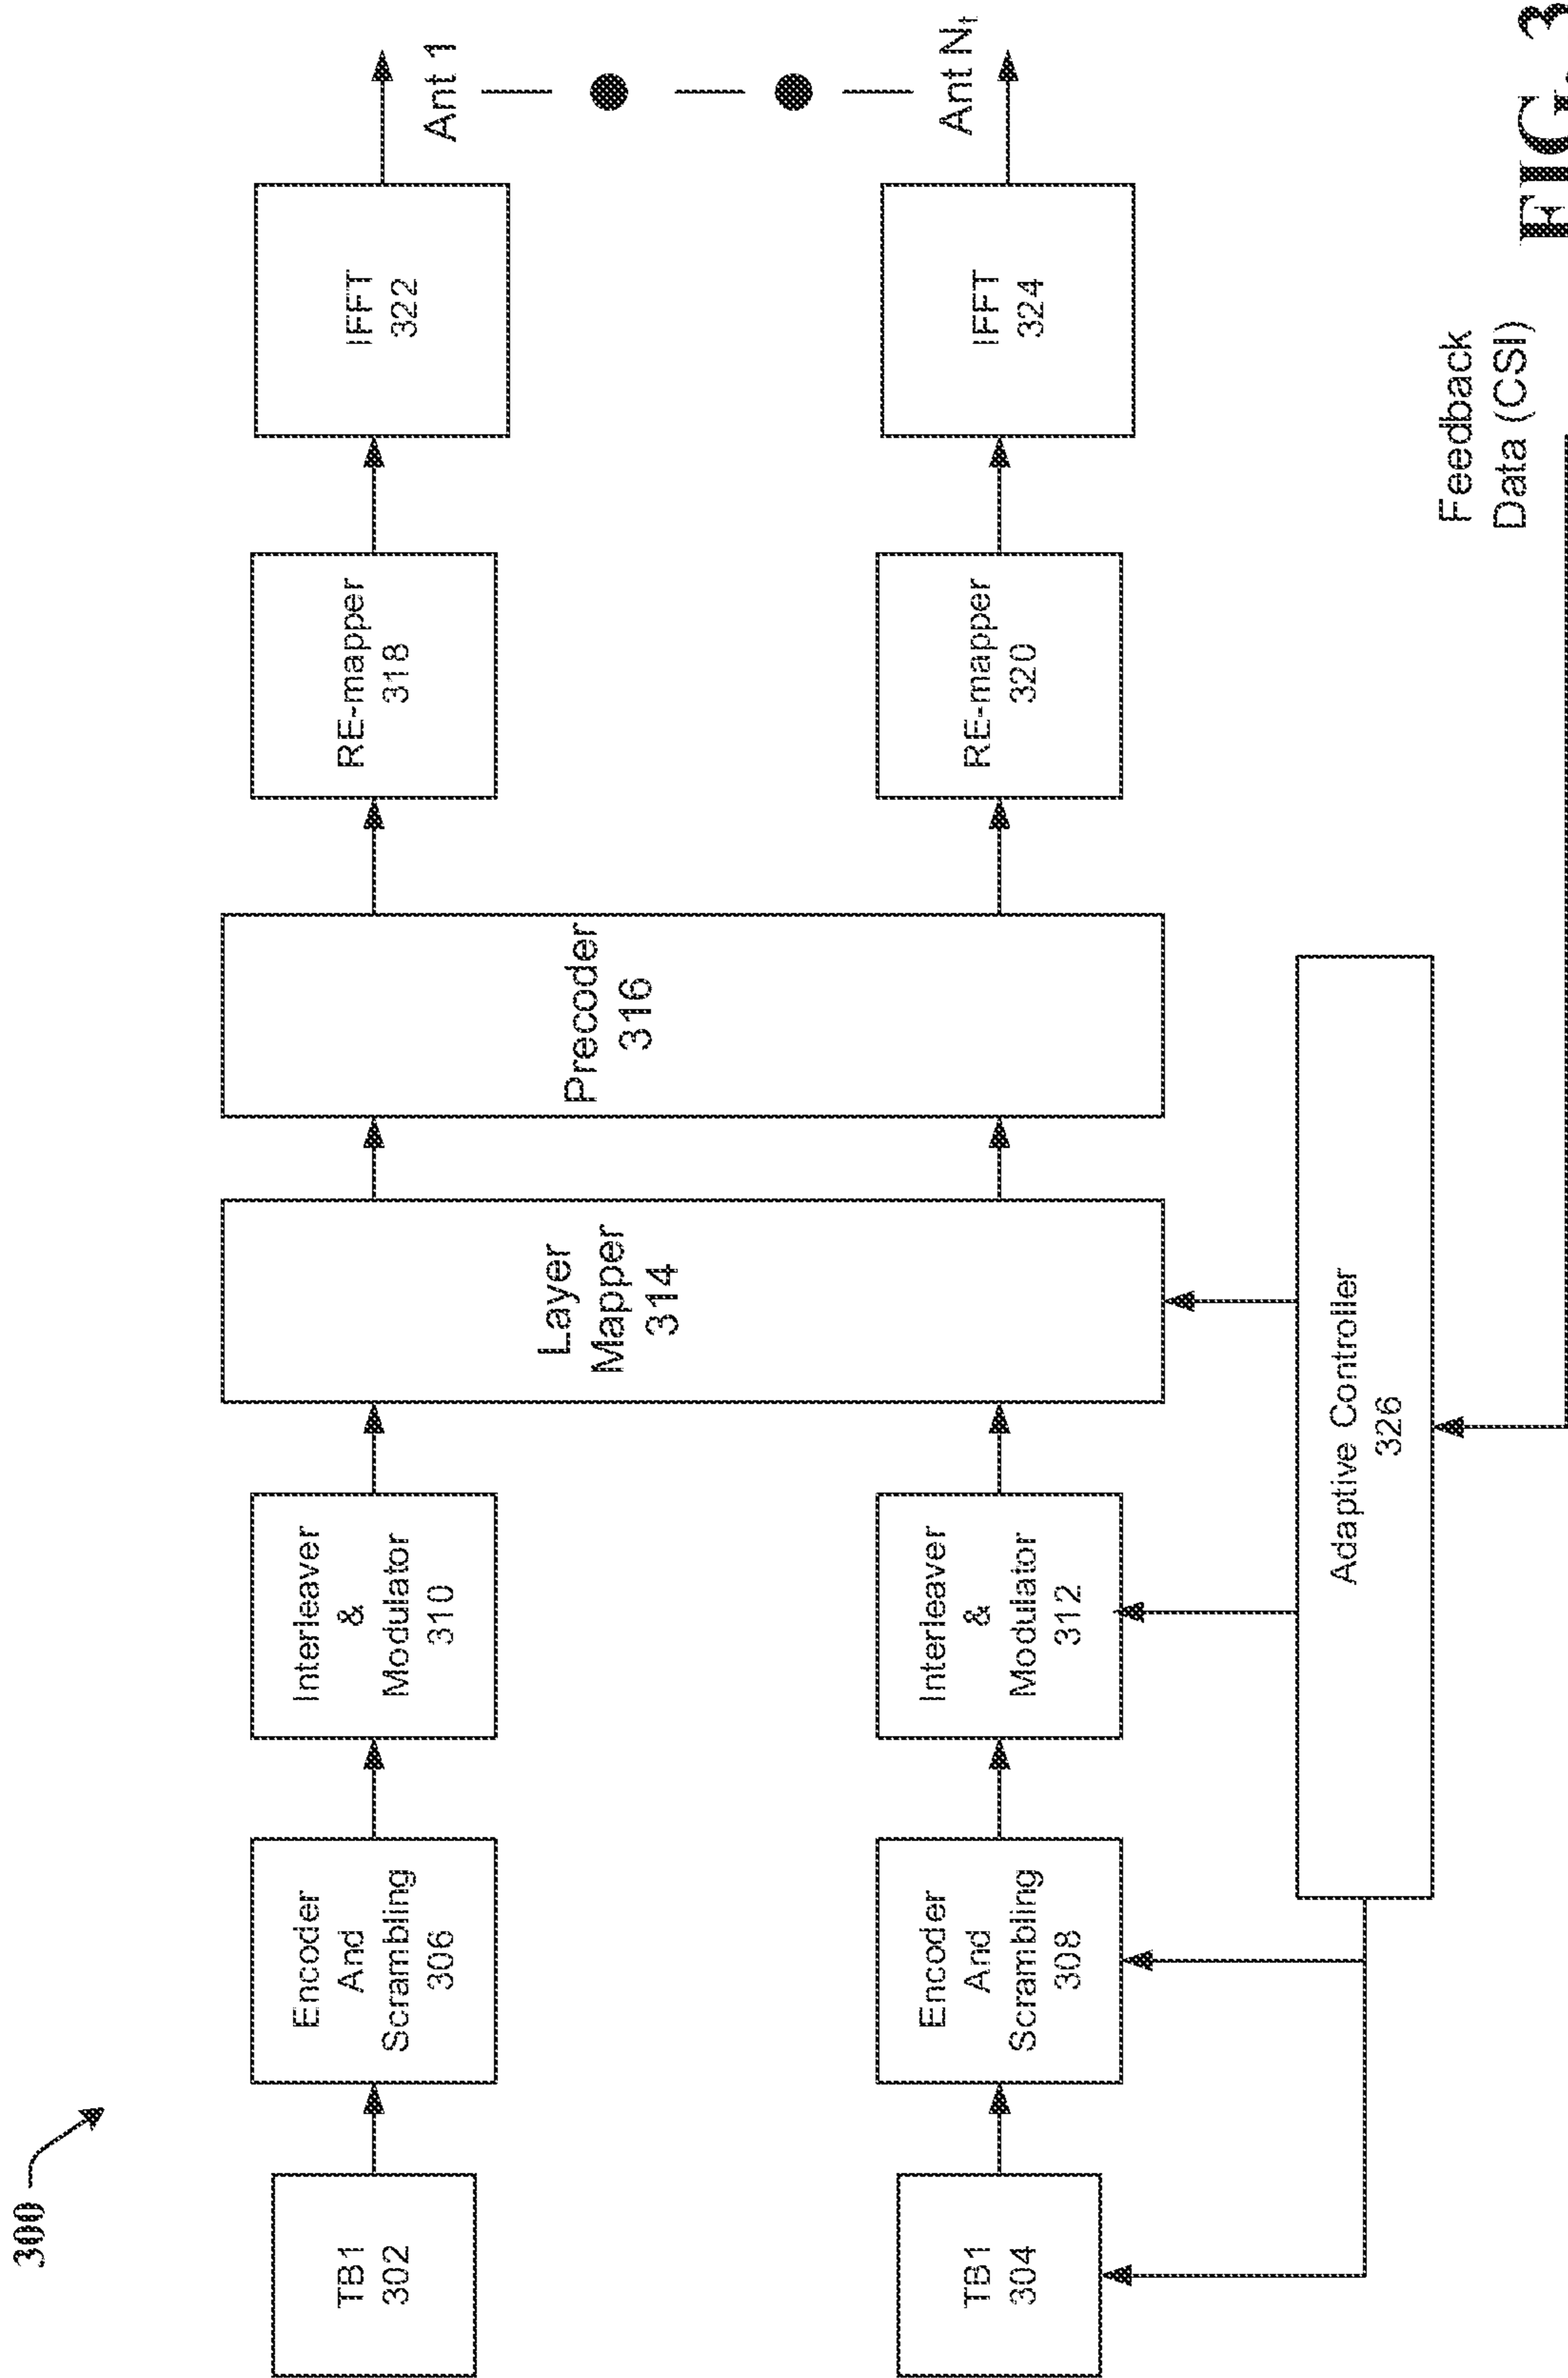 300
TB1
302
Encoder
And
Scrambling
306
Interleaver
&
Modulator
310
Layer
Mapper
314
Precoder
316
RE-mapper
318
IFFT
322
Ant 1
TB1
304
Encoder
And
Scrambling
308
Interleaver
&
Modulator
312
RE-mapper
320
IFFT
324
Ant Nt
Adaptive Controller
326
Feedback
Data (CSI)
FIG. 3